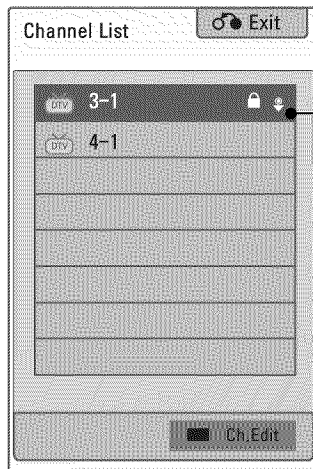 Channel List
Exit
DTV 3-1
DTV 4-1
Ch.Edit